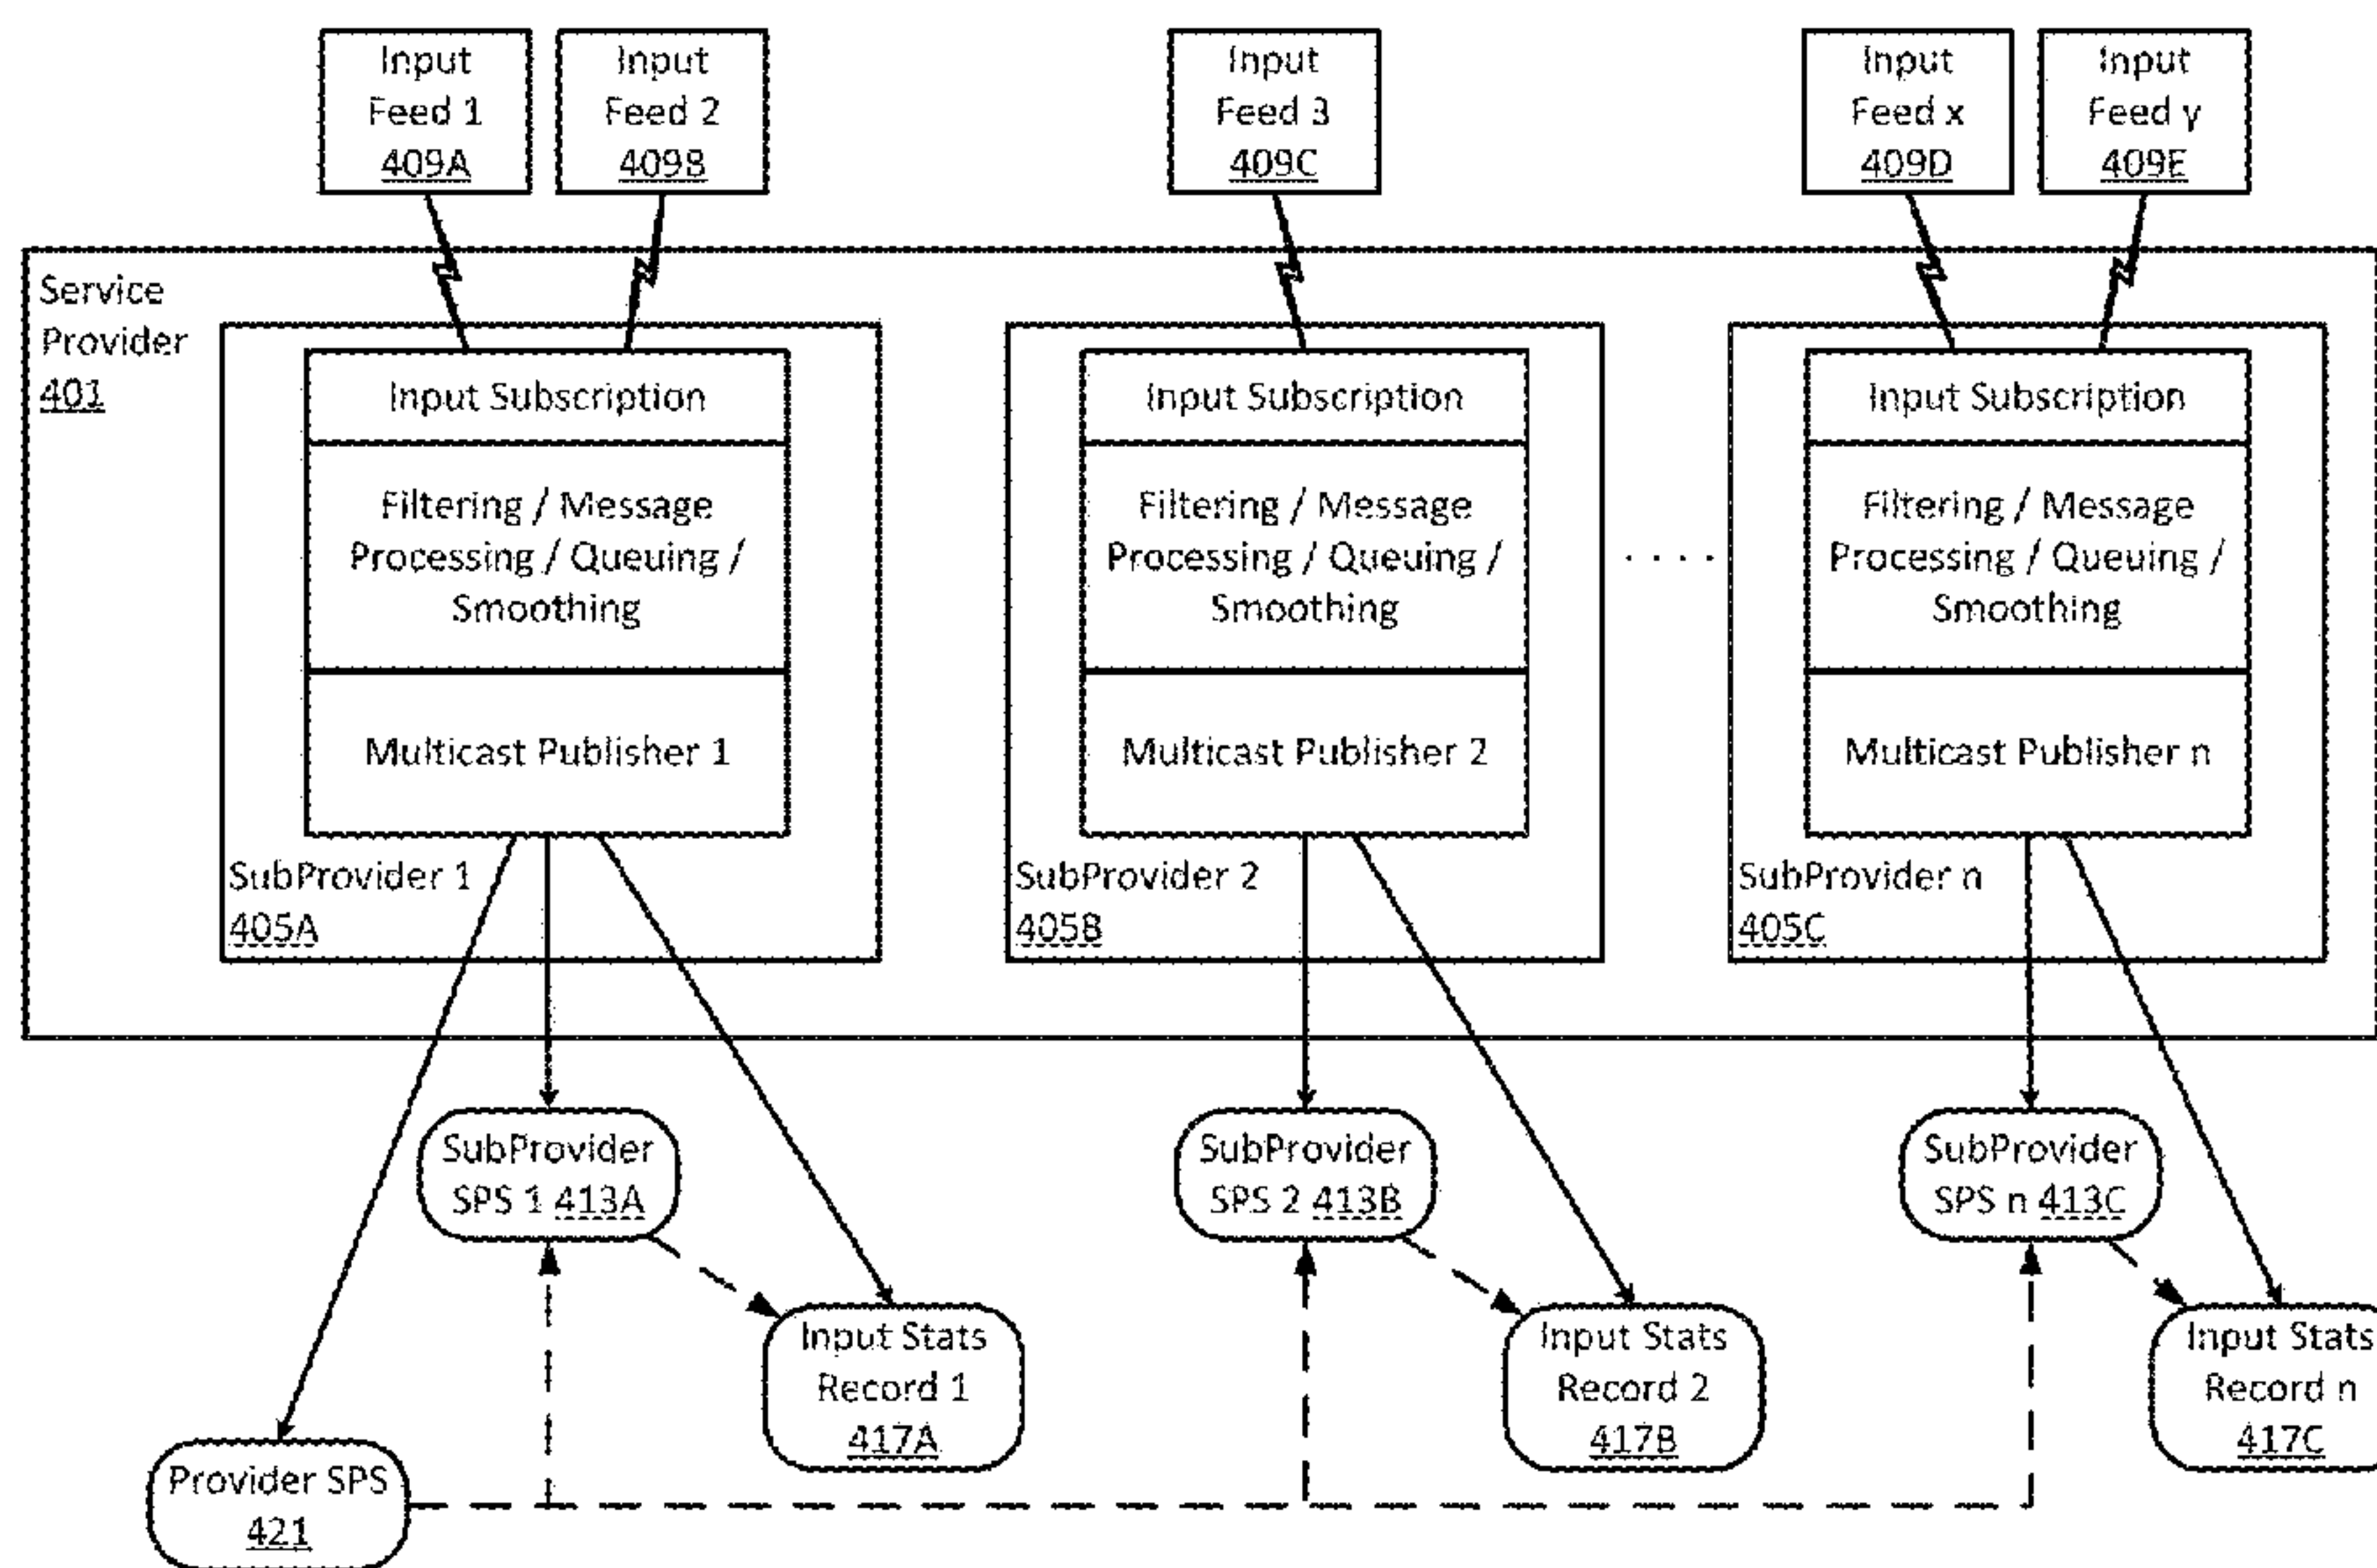 Input
Feed 1
409A
Input
Feed 2
409B
Input
Feed 3
409C
Input
Feed x
409D
Input
Feed y
409E
Service
Provider
401
Input Subscription
Filtering / Message
Processing / Queuing /
Smoothing
Multicast Publisher 1
SubProvider 1
405A
Input Subscription
Filtering / Message
Processing / Queuing /
Smoothing
Multicast Publisher 2
SubProvider 2
405B
. . . .
Input Subscription
Filtering / Message
Processing / Queuing /
Smoothing
Multicast Publisher n
SubProvider n
405C
SubProvider
SPS 1 413A
SubProvider
SPS 2 413B
SubProvider
SPS n 413C
Input Stats
Record 1
417A
Input Stats
Record 2
417B
Input Stats
Record n
417C
Provider SPS
421